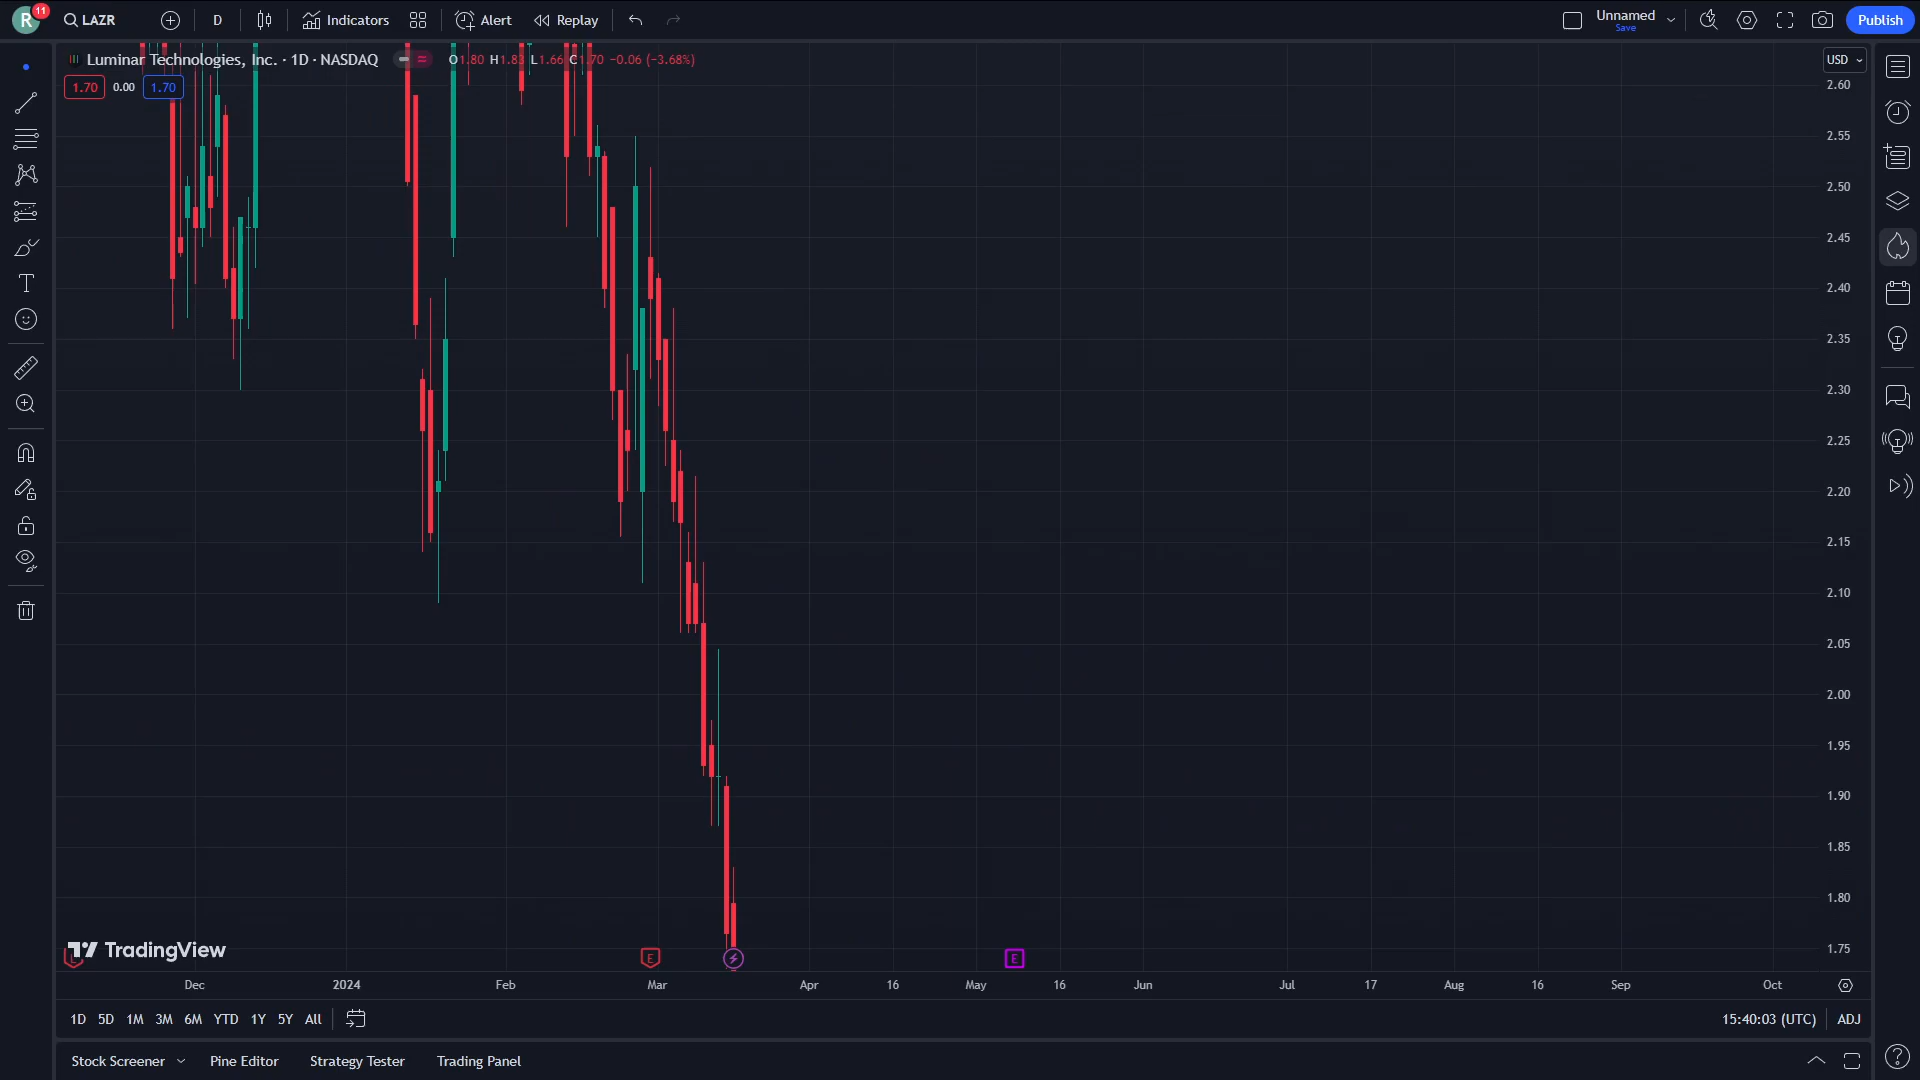 R 11 LAZR D Indicators Alert Replay Unnamed Save Publish
Luminar Technologies, Inc. · 1D · NASDAQ O1.80 H1.83 L1.66 C1.70 −0.06 (−3.68%) USD
1.70 0.00 1.70
2.60
2.55
2.50
2.45
2.40
2.35
2.30
2.25
2.20
2.15
2.10
2.05
2.00
1.95
1.90
1.85
1.80
1.75
TradingView
E E
Dec 2024 Feb Mar Apr 16 May 16 Jun Jul 17 Aug 16 Sep Oct
1D 5D 1M 3M 6M YTD 1Y 5Y All 15:40:03 (UTC) ADJ
Stock Screener Pine Editor Strategy Tester Trading Panel